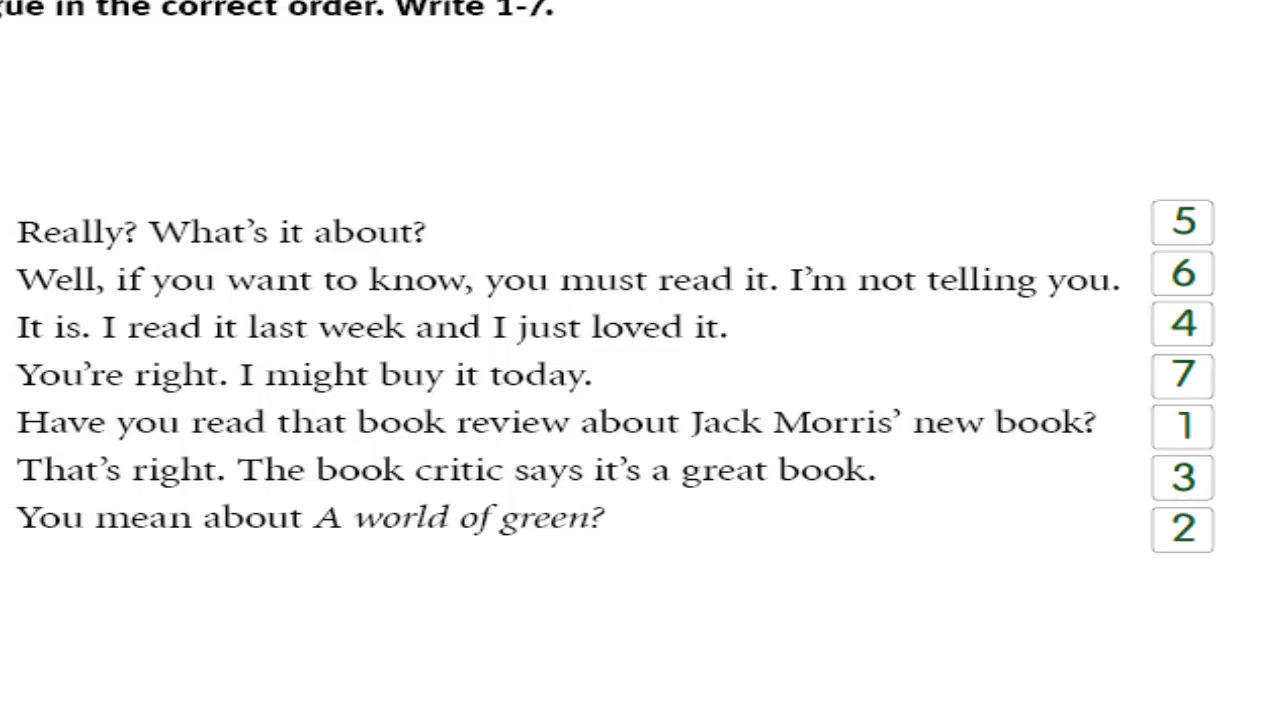 gue in the correct order. Write 1-7.
Really? What's it about? 5
Well, if you want to know, you must read it. I'm not telling you. 6
It is. I read it last week and I just loved it. 4
You're right. I might buy it today. 7
Have you read that book review about Jack Morris' new book? 1
That's right. The book critic says it's a great book. 3
You mean about A world of green? 2